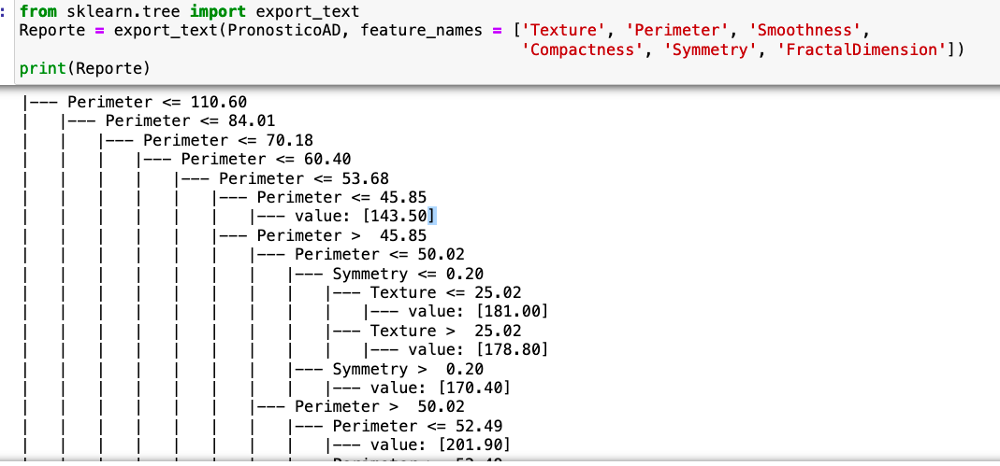 : from sklearn.tree import export_text
Reporte = export_text(PronosticoAD, feature_names = ['Texture', 'Perimeter', 'Smoothness',
                                                     'Compactness', 'Symmetry', 'FractalDimension'])
print(Reporte)
|--- Perimeter <= 110.60
|   |--- Perimeter <= 84.01
|   |   |--- Perimeter <= 70.18
|   |   |   |--- Perimeter <= 60.40
|   |   |   |   |--- Perimeter <= 53.68
|   |   |   |   |   |--- Perimeter <= 45.85
|   |   |   |   |   |   |--- value: [143.50]
|   |   |   |   |   |--- Perimeter >  45.85
|   |   |   |   |   |   |--- Perimeter <= 50.02
|   |   |   |   |   |   |   |--- Symmetry <= 0.20
|   |   |   |   |   |   |   |   |--- Texture <= 25.02
|   |   |   |   |   |   |   |   |   |--- value: [181.00]
|   |   |   |   |   |   |   |   |--- Texture >  25.02
|   |   |   |   |   |   |   |   |   |--- value: [178.80]
|   |   |   |   |   |   |   |--- Symmetry >  0.20
|   |   |   |   |   |   |   |   |--- value: [170.40]
|   |   |   |   |   |   |--- Perimeter >  50.02
|   |   |   |   |   |   |   |--- Perimeter <= 52.49
|   |   |   |   |   |   |   |   |--- value: [201.90]